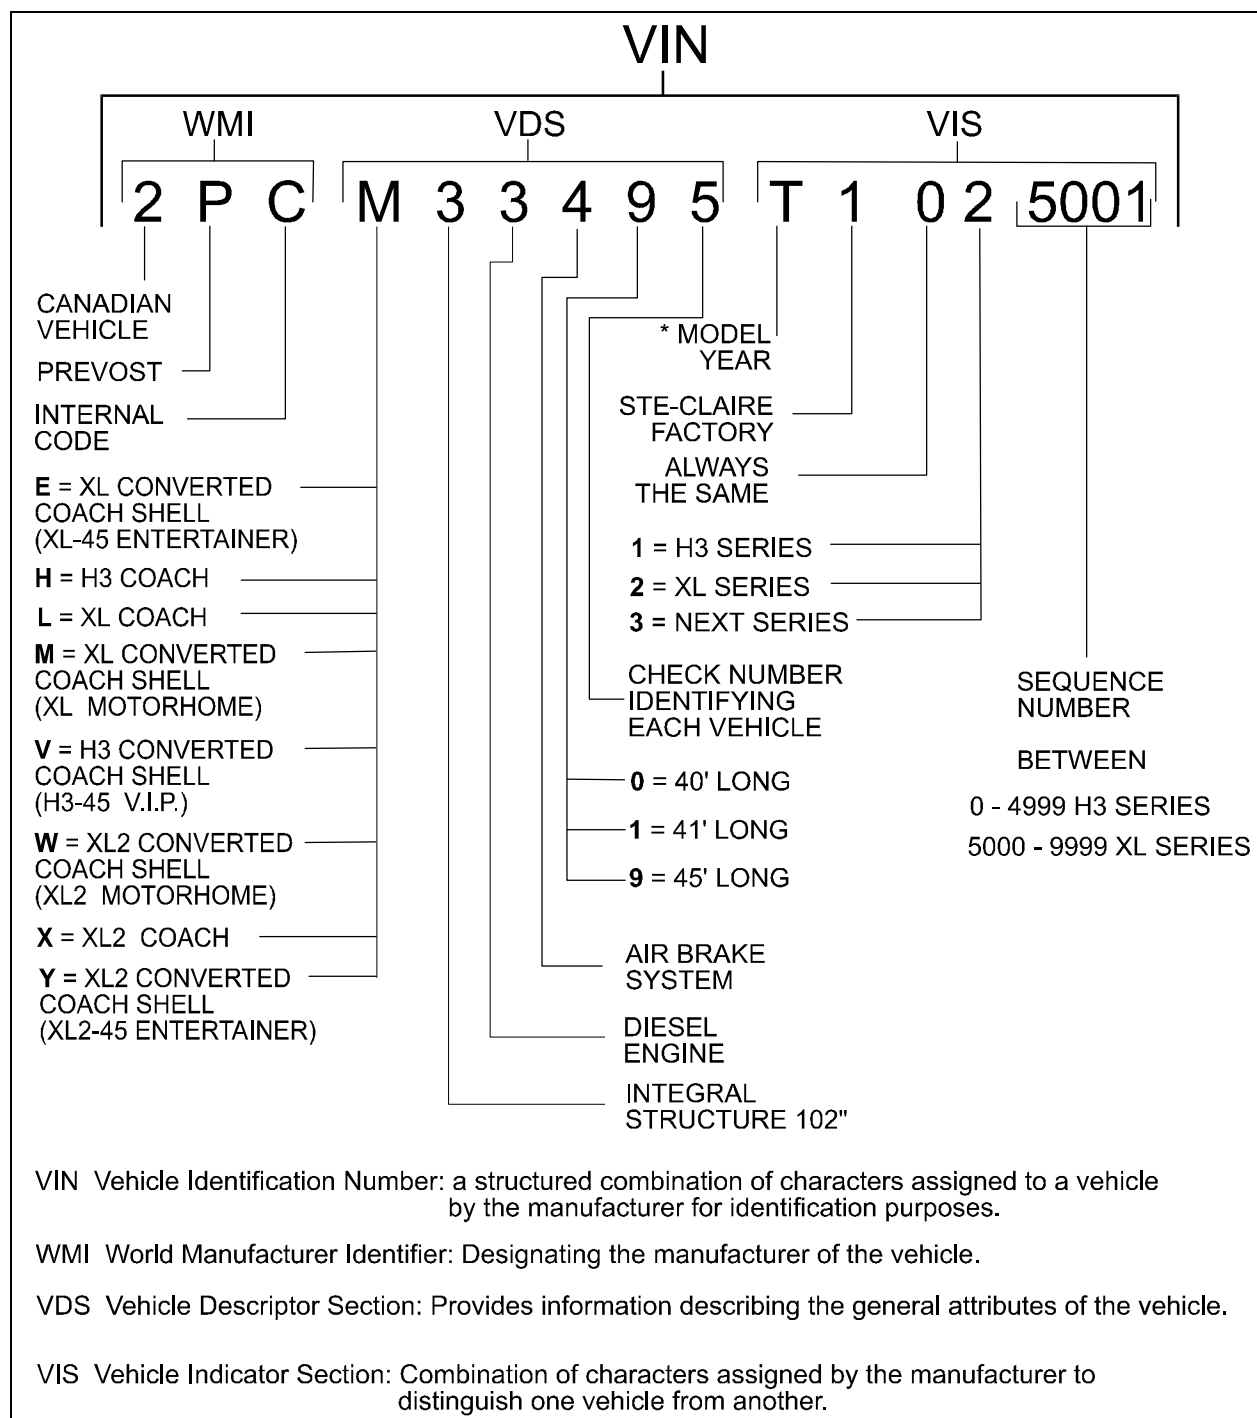 VIN
WMI VDS VIS
2 P C M 3 3 4 9 5 T 1 0 2 5001
CANADIAN
VEHICLE
PREVOST
INTERNAL
CODE
E = XL CONVERTED
COACH SHELL
(XL-45 ENTERTAINER)
H = H3 COACH
L = XL COACH
M = XL CONVERTED
COACH SHELL
(XL MOTORHOME)
V = H3 CONVERTED
COACH SHELL
(H3-45 V.I.P.)
W = XL2 CONVERTED
COACH SHELL
(XL2 MOTORHOME)
X = XL2 COACH
Y = XL2 CONVERTED
COACH SHELL
(XL2-45 ENTERTAINER)
* MODEL
YEAR
STE-CLAIRE
FACTORY
ALWAYS
THE SAME
1 = H3 SERIES
2 = XL SERIES
3 = NEXT SERIES
CHECK NUMBER
IDENTIFYING
EACH VEHICLE
0 = 40' LONG
1 = 41' LONG
9 = 45' LONG
AIR BRAKE
SYSTEM
DIESEL
ENGINE
INTEGRAL
STRUCTURE 102"
SEQUENCE
NUMBER
BETWEEN
0 - 4999 H3 SERIES
5000 - 9999 XL SERIES
VIN Vehicle Identification Number: a structured combination of characters assigned to a vehicle
by the manufacturer for identification purposes.
WMI World Manufacturer Identifier: Designating the manufacturer of the vehicle.
VDS Vehicle Descriptor Section: Provides information describing the general attributes of the vehicle.
VIS Vehicle Indicator Section: Combination of characters assigned by the manufacturer to
distinguish one vehicle from another.